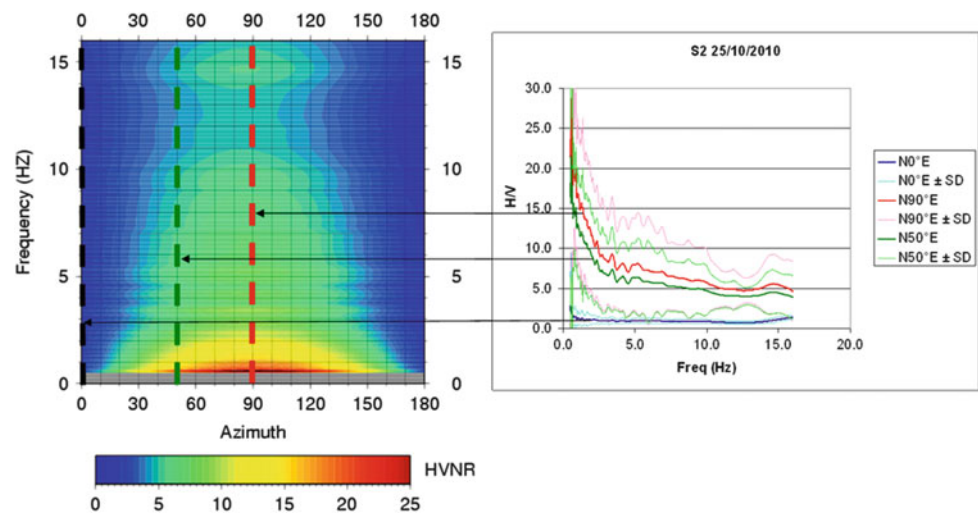 0 30 60 90 120 150 180
15
10
5
0
Frequency (HZ)
15
10
5
0
0 30 60 90 120 150 180
Azimuth
HVNR
0 5 10 15 20 25
S2 25/10/2010
30.0
25.0
20.0
15.0
10.0
5.0
0.0
H/V
0.0 5.0 10.0 15.0 20.0
Freq (Hz)
N0°E
N0°E ± SD
N90°E
N90°E ± SD
N50°E
N50°E ± SD